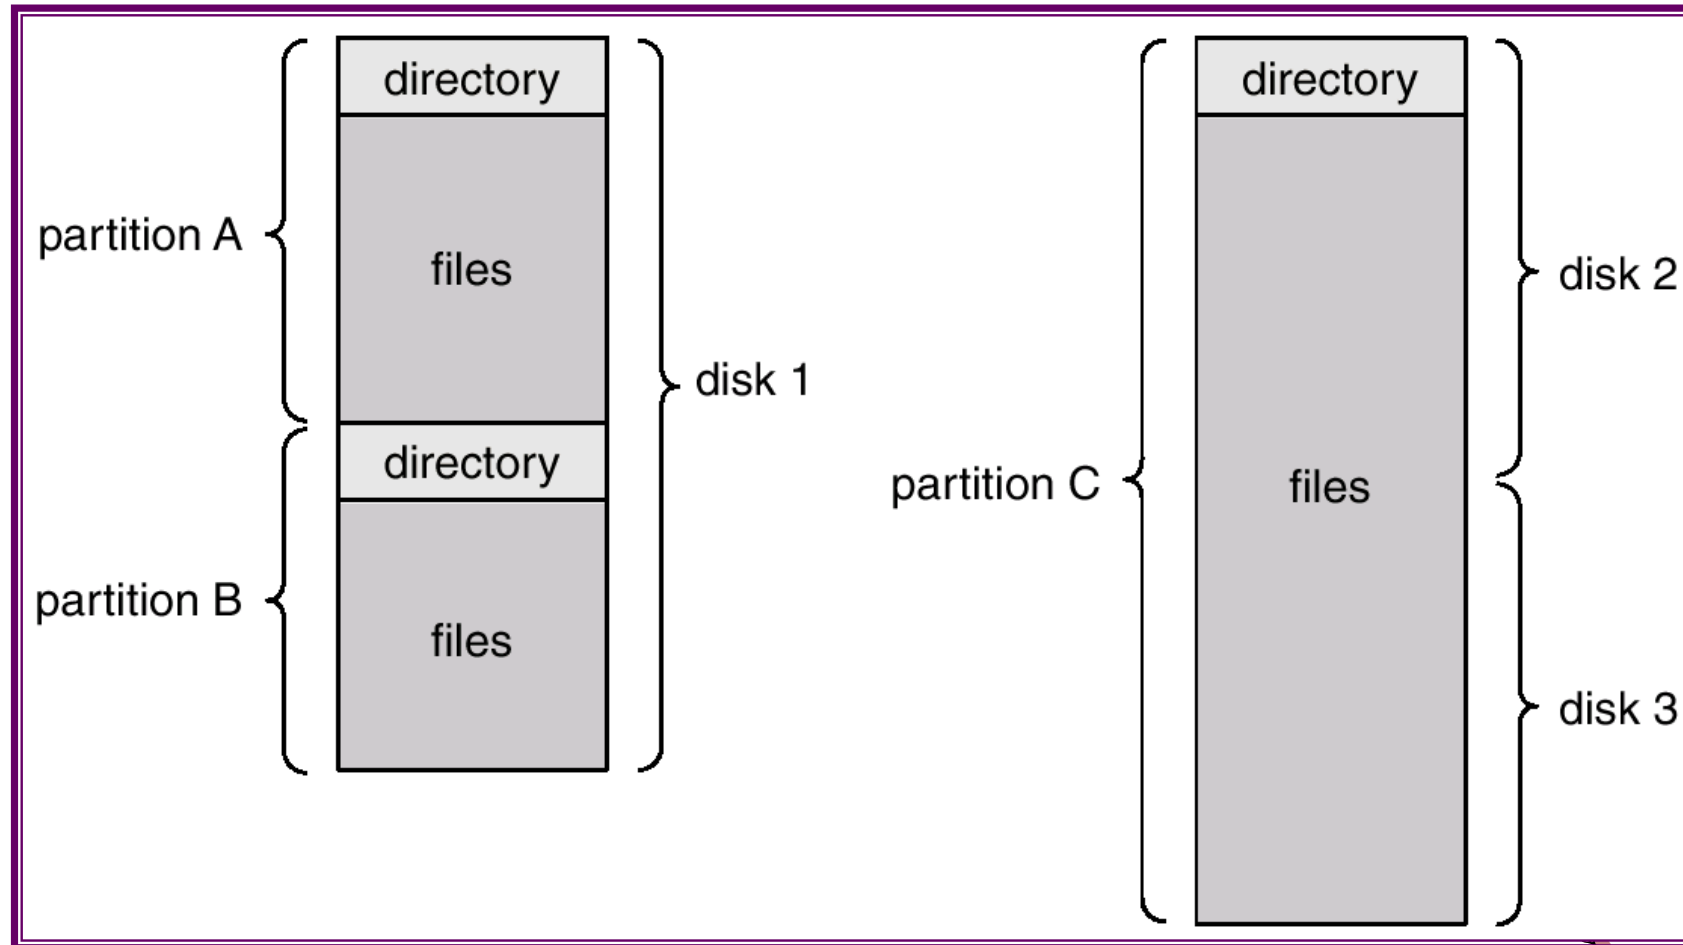 directory
partition A
files
disk 1
directory
partition B
files
directory
disk 2
partition C
files
disk 3